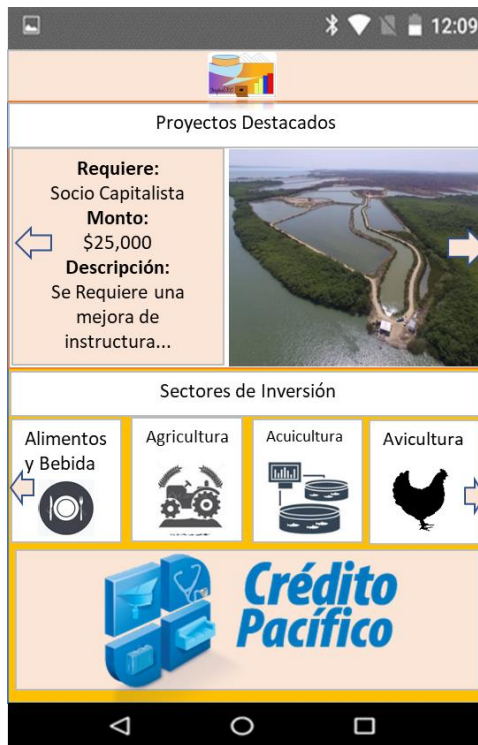 12:09
Proyectos Destacados
Requiere:
Socio Capitalista
Monto:
$25,000
Descripción:
Se Requiere una
mejora de
instructura...
Sectores de Inversión
Alimentos
y Bebida
Agricultura
Acuicultura
Avicultura
Crédito
Pacífico